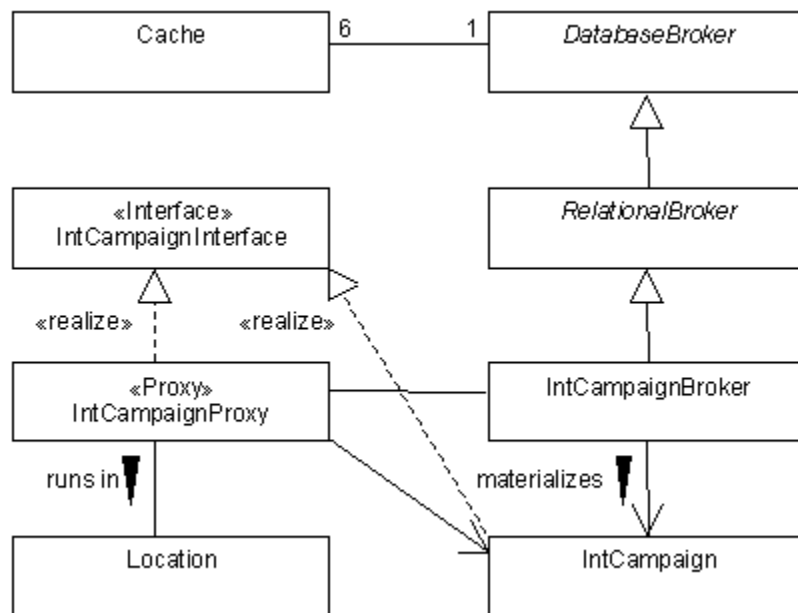 Cache
6
1
DatabaseBroker
«Interface»
IntCampaignInterface
RelationalBroker
«realize»
«realize»
«Proxy»
IntCampaignProxy
IntCampaignBroker
runs in
materializes
Location
IntCampaign